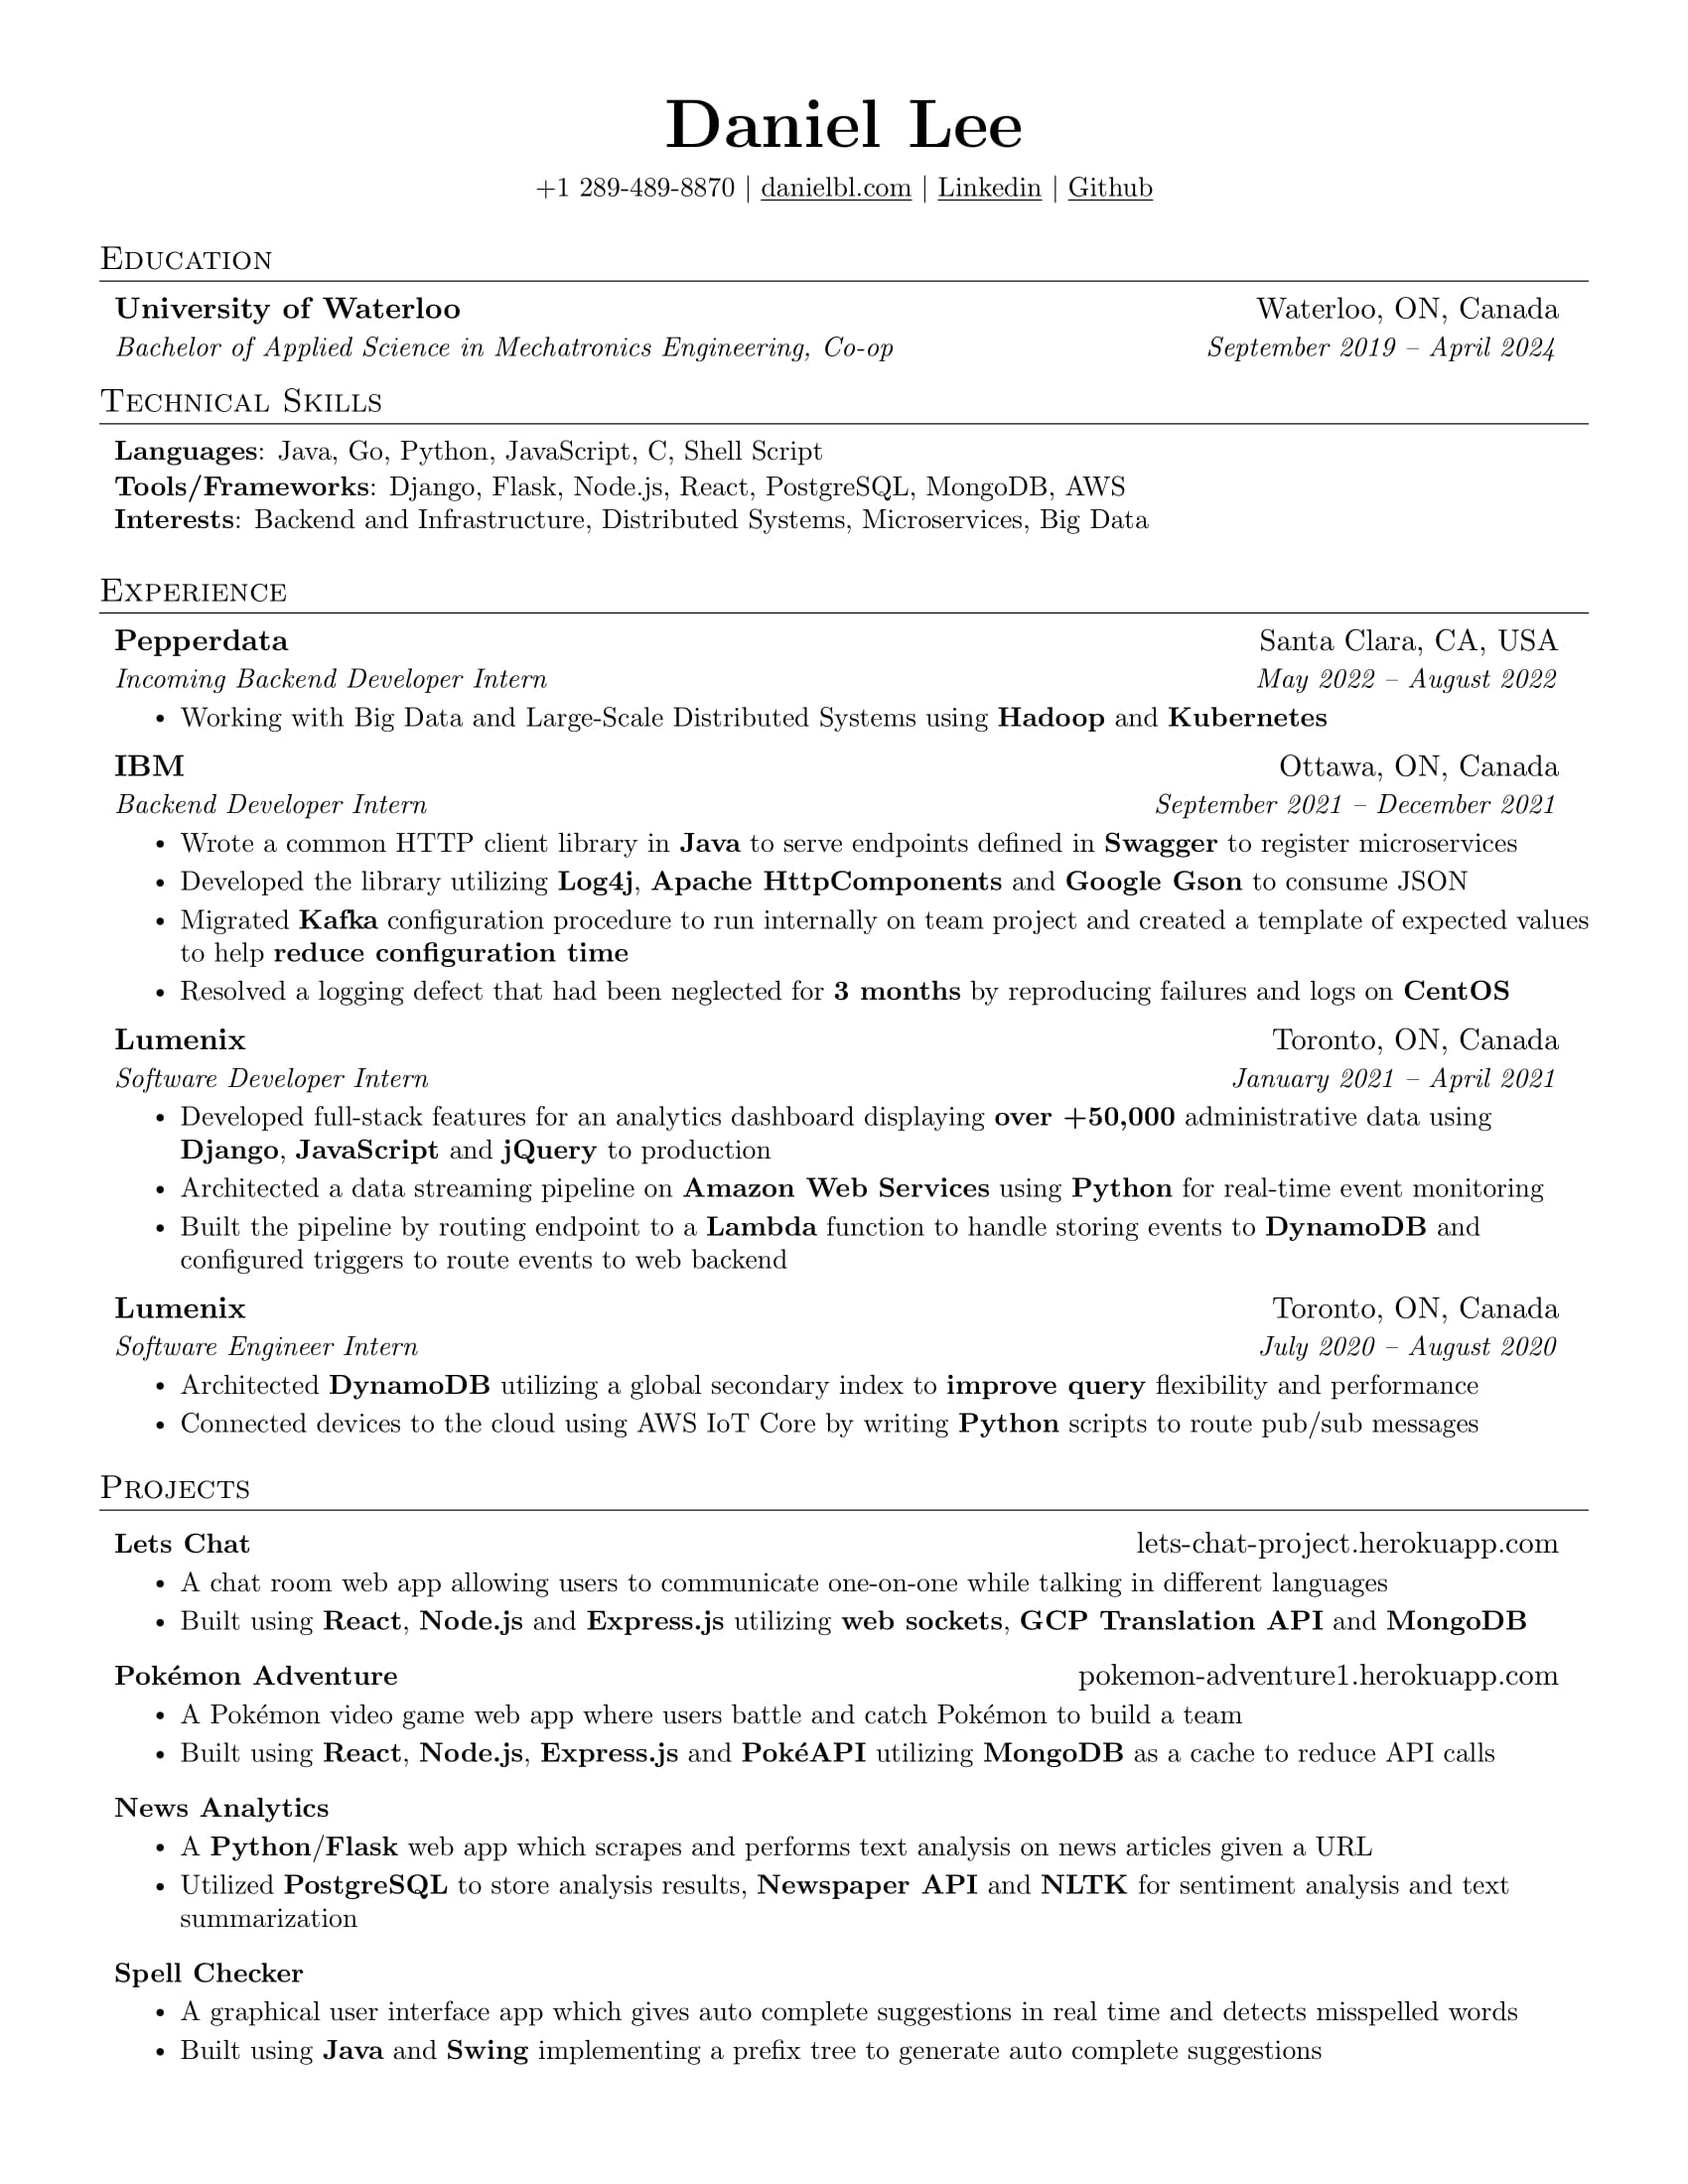 Daniel Lee
+1 289-489-8870 | danielbl.com | Linkedin | Github
Education
University of Waterloo Waterloo, ON, Canada
Bachelor of Applied Science in Mechatronics Engineering, Co-op September 2019 – April 2024
Technical Skills
Languages: Java, Go, Python, JavaScript, C, Shell Script
Tools/Frameworks: Django, Flask, Node.js, React, PostgreSQL, MongoDB, AWS
Interests: Backend and Infrastructure, Distributed Systems, Microservices, Big Data
Experience
Pepperdata Santa Clara, CA, USA
Incoming Backend Developer Intern May 2022 – August 2022
• Working with Big Data and Large-Scale Distributed Systems using Hadoop and Kubernetes
IBM Ottawa, ON, Canada
Backend Developer Intern September 2021 – December 2021
• Wrote a common HTTP client library in Java to serve endpoints defined in Swagger to register microservices
• Developed the library utilizing Log4j, Apache HttpComponents and Google Gson to consume JSON
• Migrated Kafka configuration procedure to run internally on team project and created a template of expected values
to help reduce configuration time
• Resolved a logging defect that had been neglected for 3 months by reproducing failures and logs on CentOS
Lumenix Toronto, ON, Canada
Software Developer Intern January 2021 – April 2021
• Developed full-stack features for an analytics dashboard displaying over +50,000 administrative data using
Django, JavaScript and jQuery to production
• Architected a data streaming pipeline on Amazon Web Services using Python for real-time event monitoring
• Built the pipeline by routing endpoint to a Lambda function to handle storing events to DynamoDB and
configured triggers to route events to web backend
Lumenix Toronto, ON, Canada
Software Engineer Intern July 2020 – August 2020
• Architected DynamoDB utilizing a global secondary index to improve query flexibility and performance
• Connected devices to the cloud using AWS IoT Core by writing Python scripts to route pub/sub messages
Projects
Lets Chat lets-chat-project.herokuapp.com
• A chat room web app allowing users to communicate one-on-one while talking in different languages
• Built using React, Node.js and Express.js utilizing web sockets, GCP Translation API and MongoDB
Pokémon Adventure pokemon-adventure1.herokuapp.com
• A Pokémon video game web app where users battle and catch Pokémon to build a team
• Built using React, Node.js, Express.js and PokéAPI utilizing MongoDB as a cache to reduce API calls
News Analytics
• A Python/Flask web app which scrapes and performs text analysis on news articles given a URL
• Utilized PostgreSQL to store analysis results, Newspaper API and NLTK for sentiment analysis and text
summarization
Spell Checker
• A graphical user interface app which gives auto complete suggestions in real time and detects misspelled words
• Built using Java and Swing implementing a prefix tree to generate auto complete suggestions